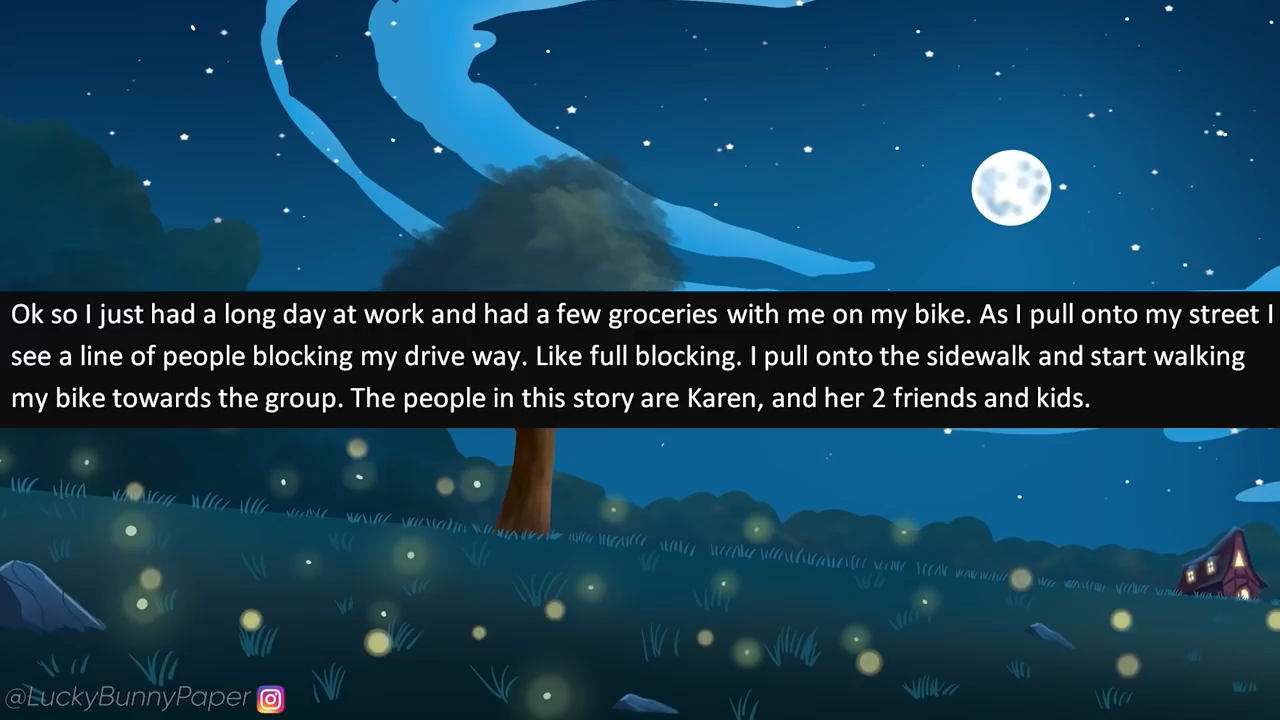 Ok so I just had a long day at work and had a few groceries with me on my bike. As I pull onto my street I
see a line of people blocking my drive way. Like full blocking. I pull onto the sidewalk and start walking
my bike towards the group. The people in this story are Karen, and her 2 friends and kids.
@LuckyBunnyPaper